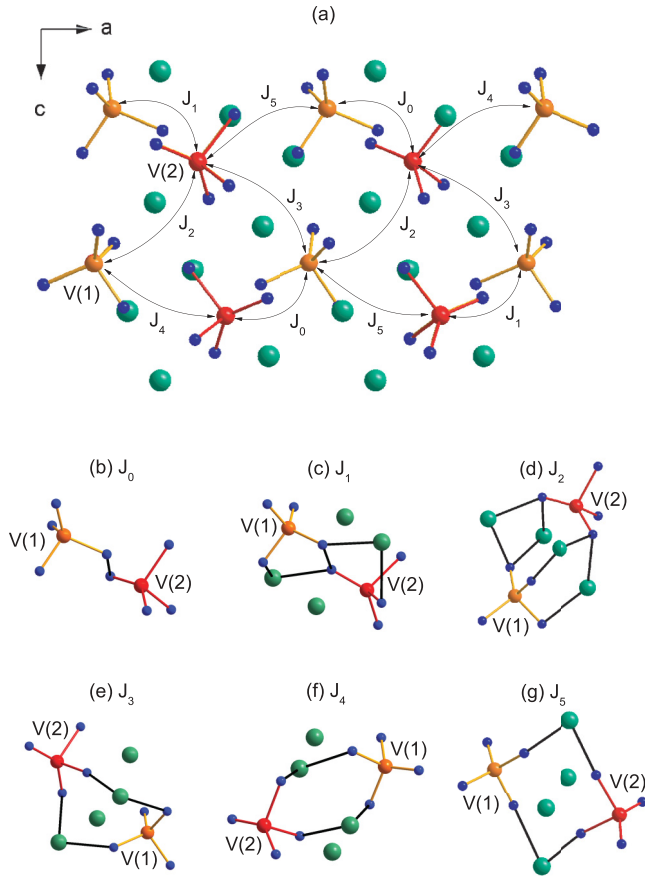 (a)
a
c
J1
J5
J0
J4
V(2)
J3
J3
J2
J2
V(1)
J4
J0
J5
J1
(b) J0
(c) J1
(d) J2
V(1)
V(2)
V(1)
V(2)
V(2)
V(1)
(e) J3
(f) J4
(g) J5
V(2)
V(1)
V(1)
V(2)
V(1)
V(2)